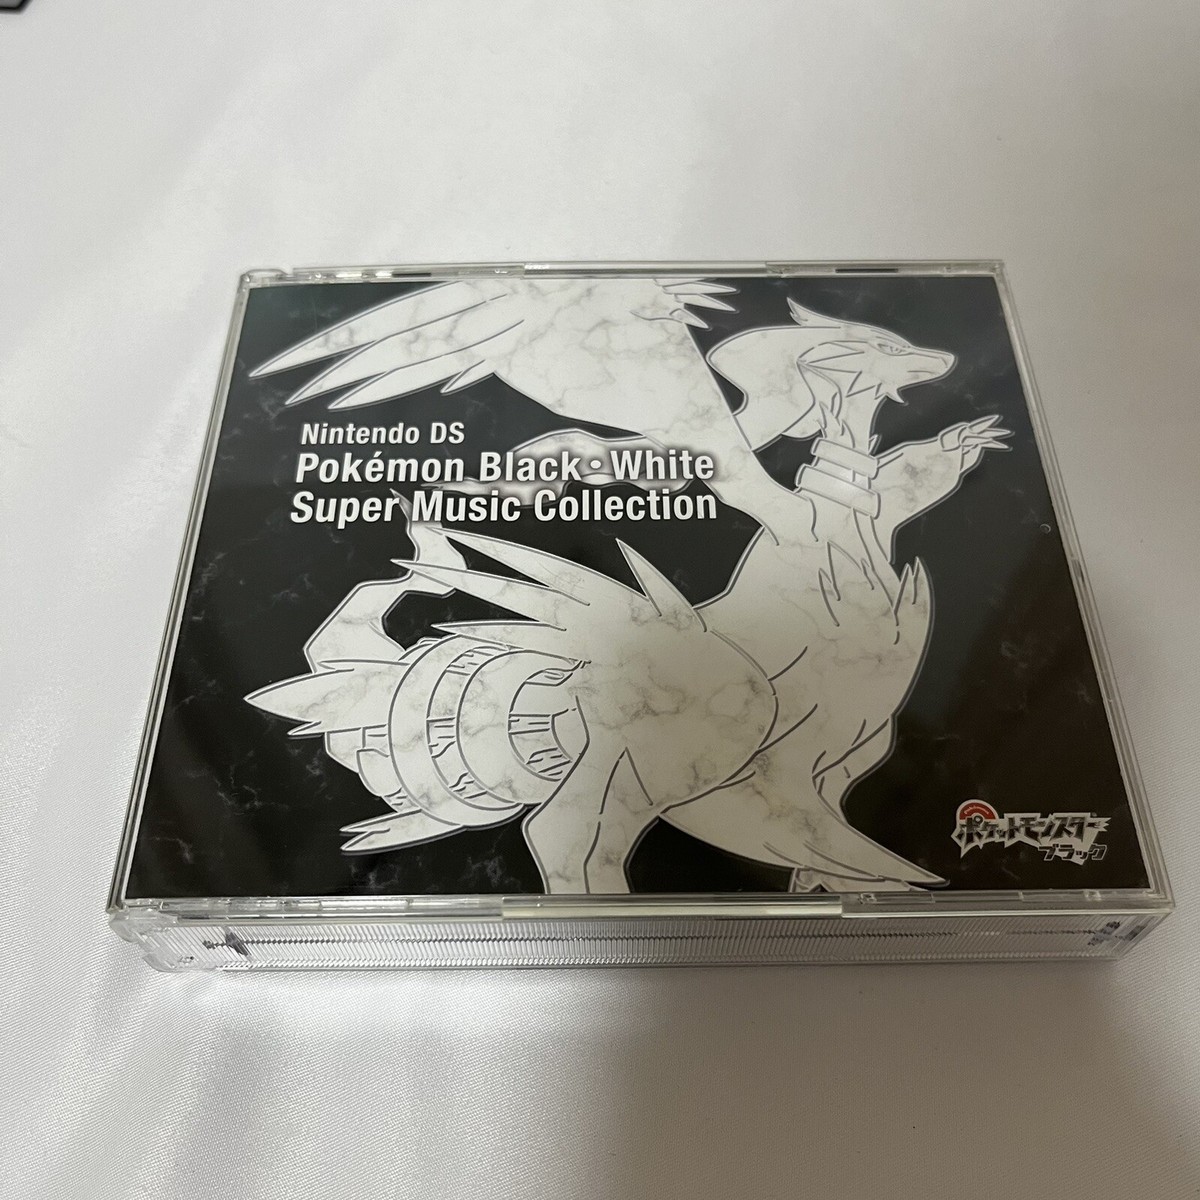 Nintendo DS
Pokémon Black・White
Super Music Collection
ポケットモンスター
ブラック